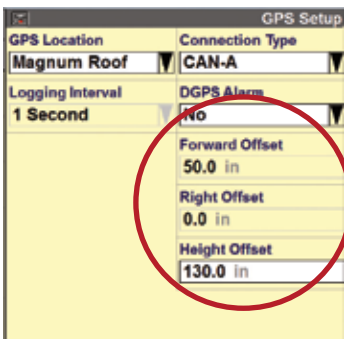 GPS Setup
GPS Location
Magnum Roof
Logging Interval
1 Second
Connection Type
CAN-A
DGPS Alarm
No
Forward Offset
50.0 in
Right Offset
0.0 in
Height Offset
130.0 in